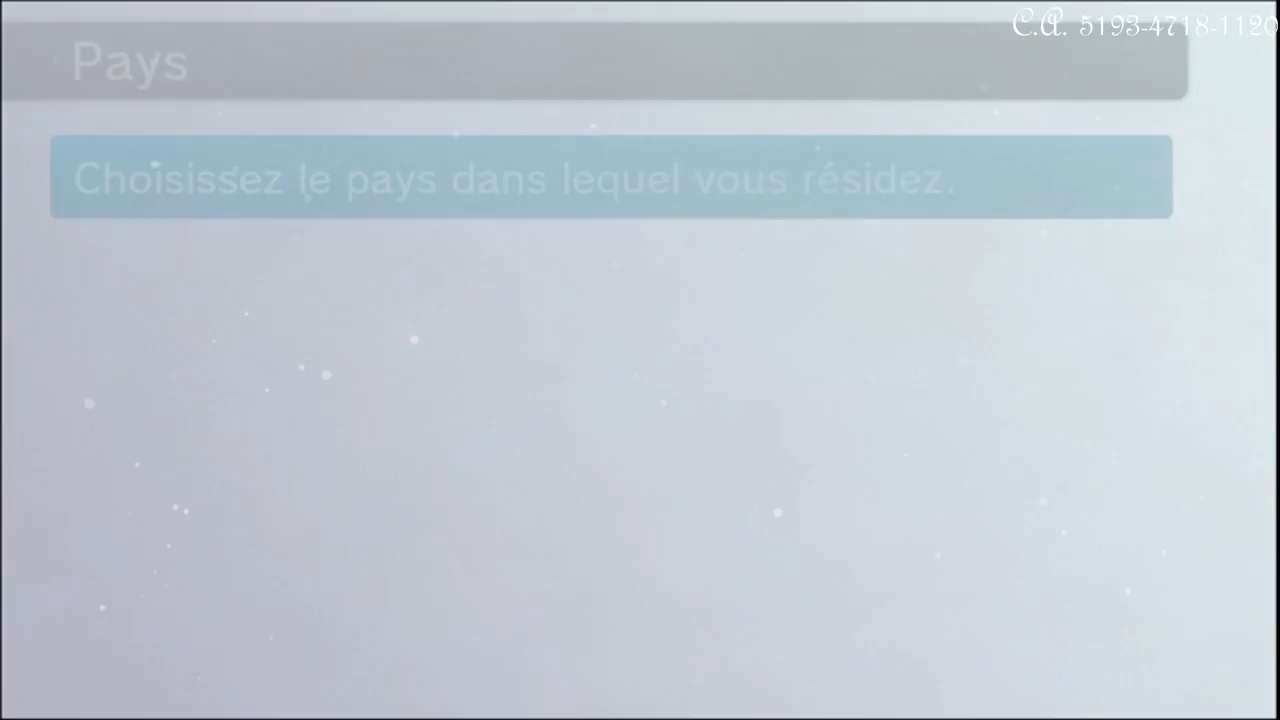 C.A. 5193-4718-1120
Pays
Choisissez le pays dans lequel vous résidez.